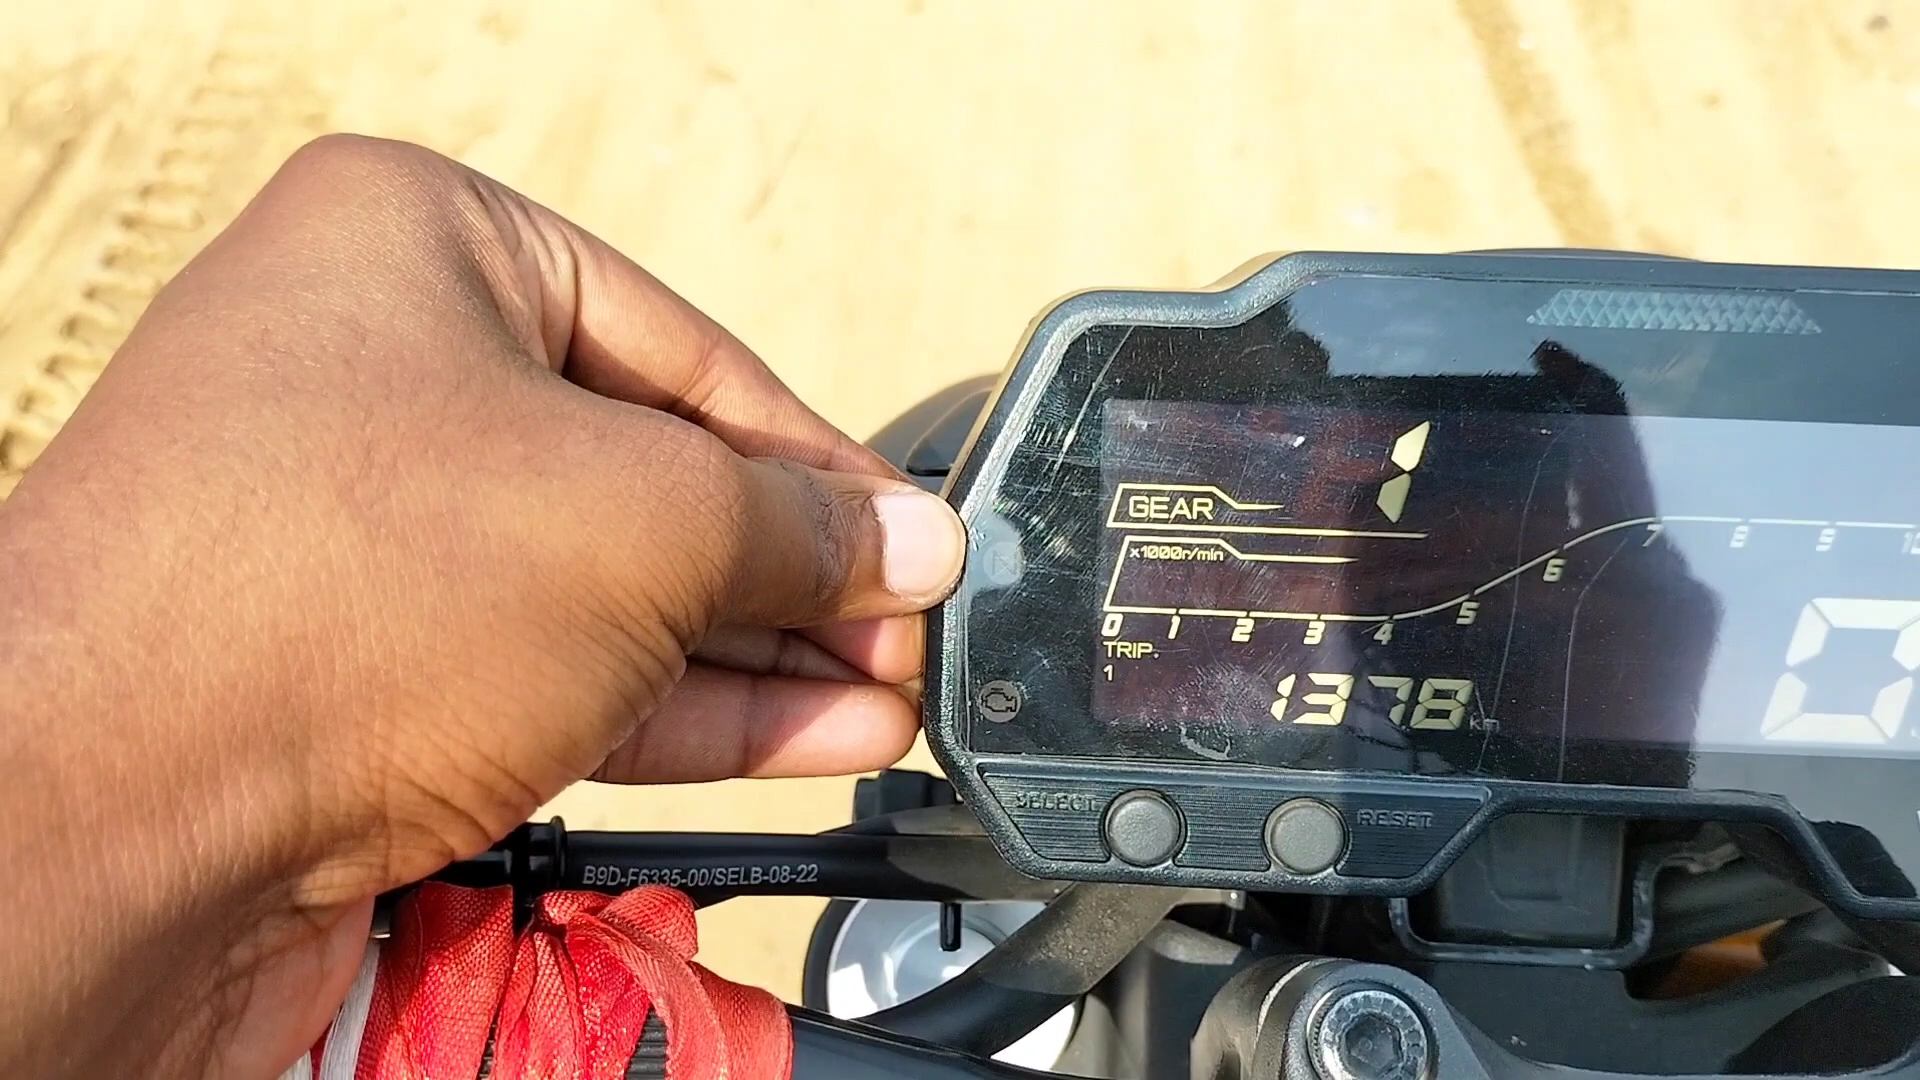 1
GEAR
x1000r/min
0 1 2 3 4 5 6 7 8 9
TRIP
1
1378 km
0
SELECT RESET
B9D-F6335-00/SELB-08-22